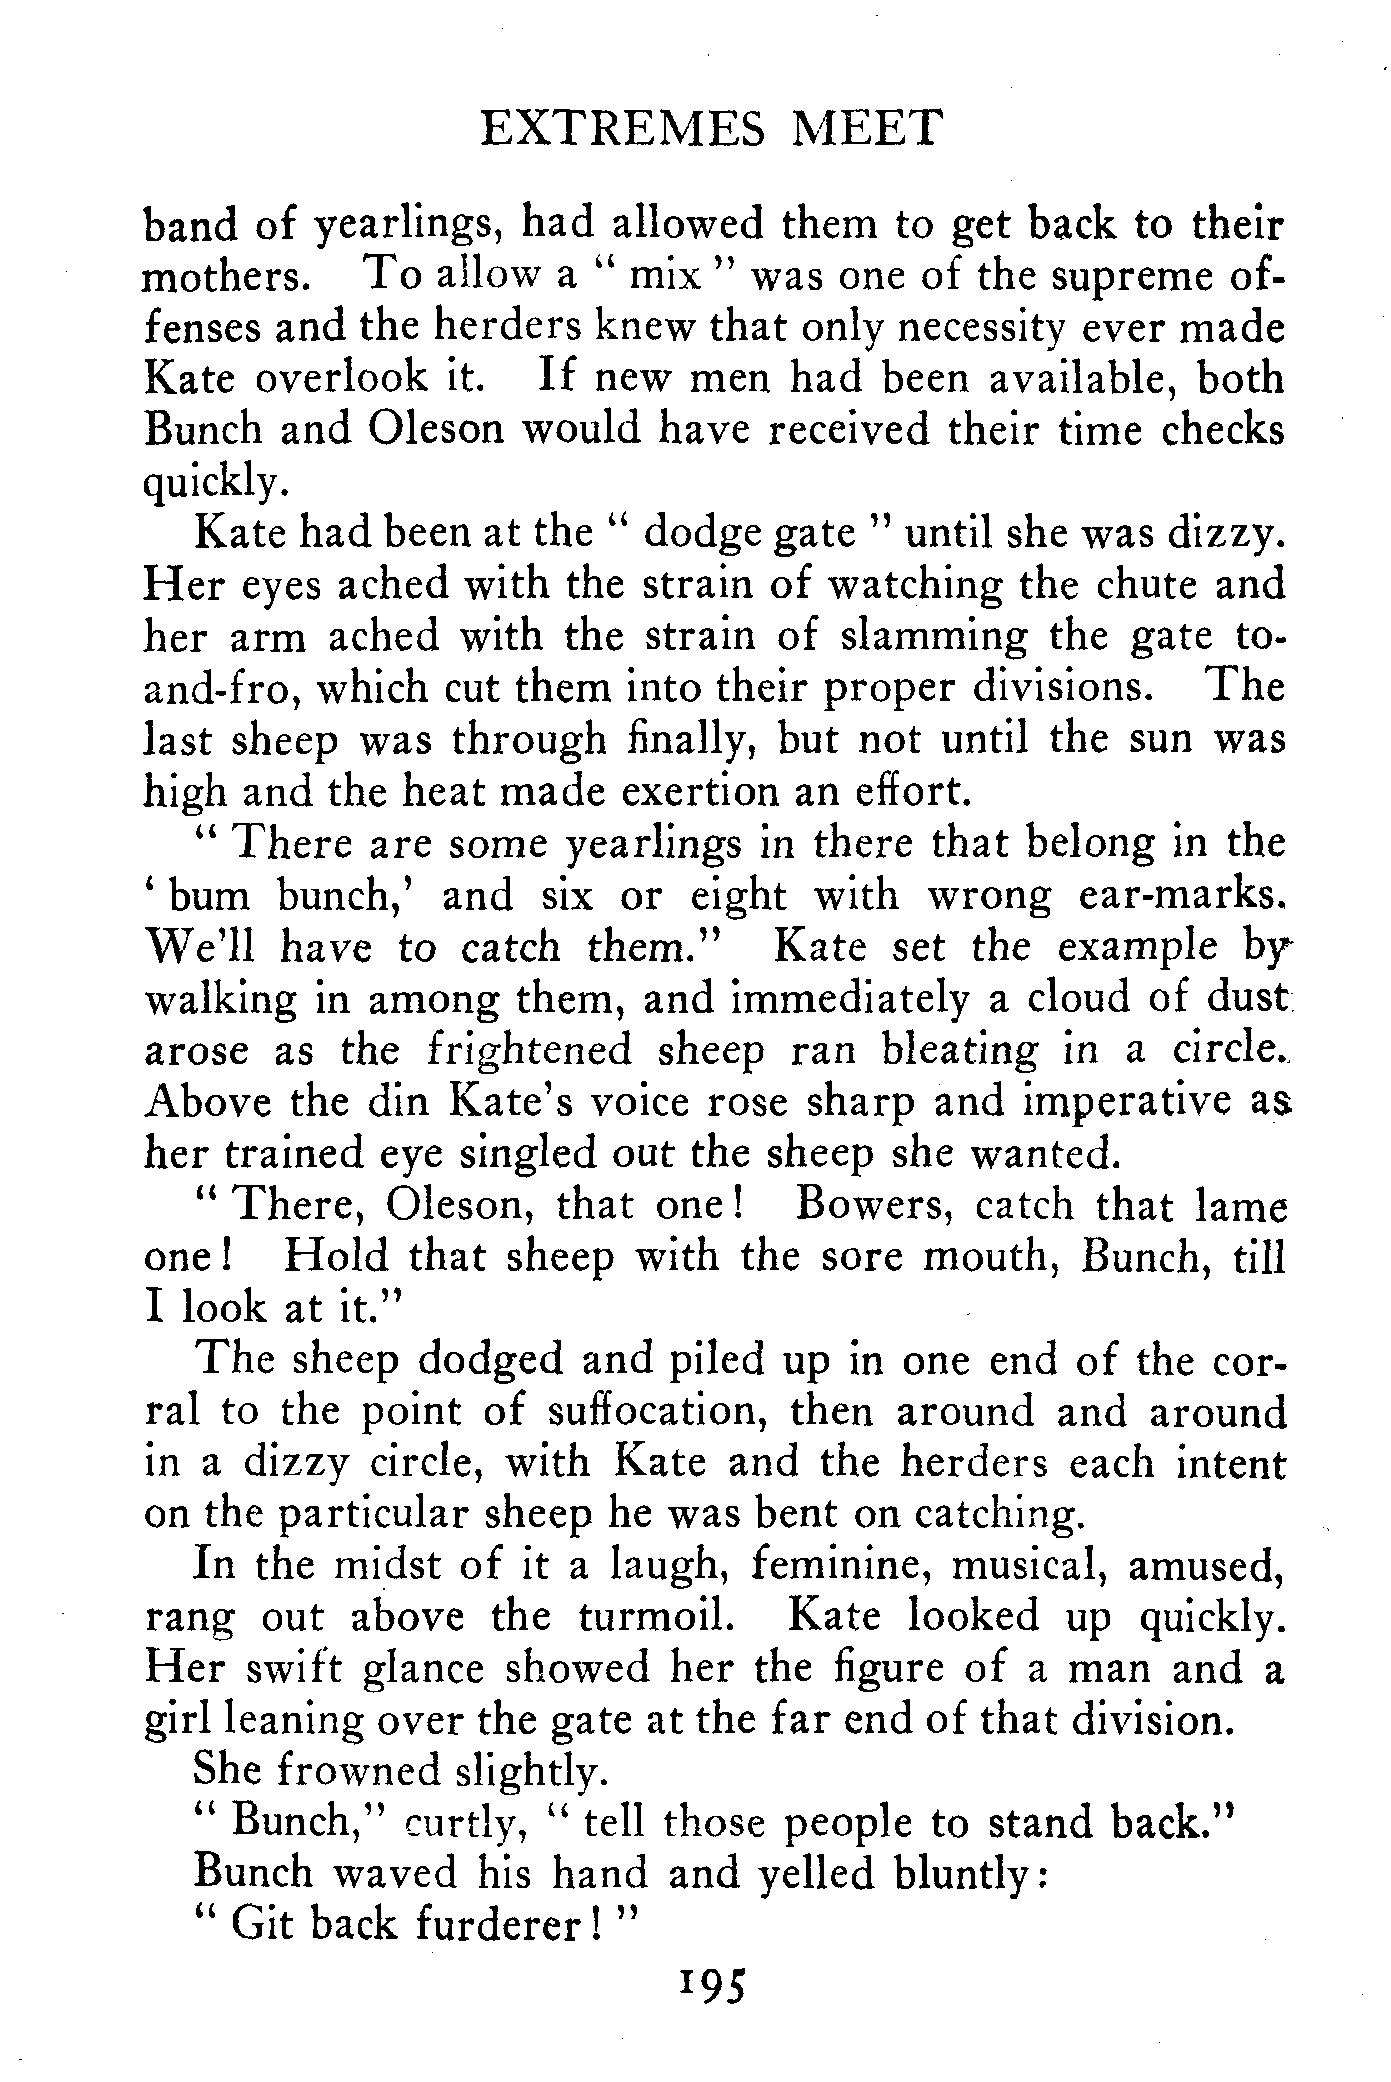 EXTREMES MEET
band of yearlings, had allowed them to get back to their
mothers. To allow a " mix " was one of the supreme of-
fenses and the herders knew that only necessity ever made
Kate overlook it. If new men had been available, both
Bunch and Oleson would have received their time checks
quickly.
Kate had been at the " dodge gate " until she was dizzy.
Her eyes ached with the strain of watching the chute and
her arm ached with the strain of slamming the gate to-
and-fro, which cut them into their proper divisions. The
last sheep was through finally, but not until the sun was
high and the heat made exertion an effort.
" There are some yearlings in there that belong in the
' bum bunch,' and six or eight with wrong ear-marks.
We'll have to catch them." Kate set the example by
walking in among them, and immediately a cloud of dust
arose as the frightened sheep ran bleating in a circle.
Above the din Kate's voice rose sharp and imperative as
her trained eye singled out the sheep she wanted.
" There, Oleson, that one ! Bowers, catch that lame
one ! Hold that sheep with the sore mouth, Bunch, till
I look at it."
The sheep dodged and piled up in one end of the cor-
ral to the point of suffocation, then around and around
in a dizzy circle, with Kate and the herders each intent
on the particular sheep he was bent on catching.
In the midst of it a laugh, feminine, musical, amused,
rang out above the turmoil. Kate looked up quickly.
Her swift glance showed her the figure of a man and a
girl leaning over the gate at the far end of that division.
She frowned slightly.
" Bunch," curtly, " tell those people to stand back."
Bunch waved his hand and yelled bluntly :
" Git back furderer ! "
195